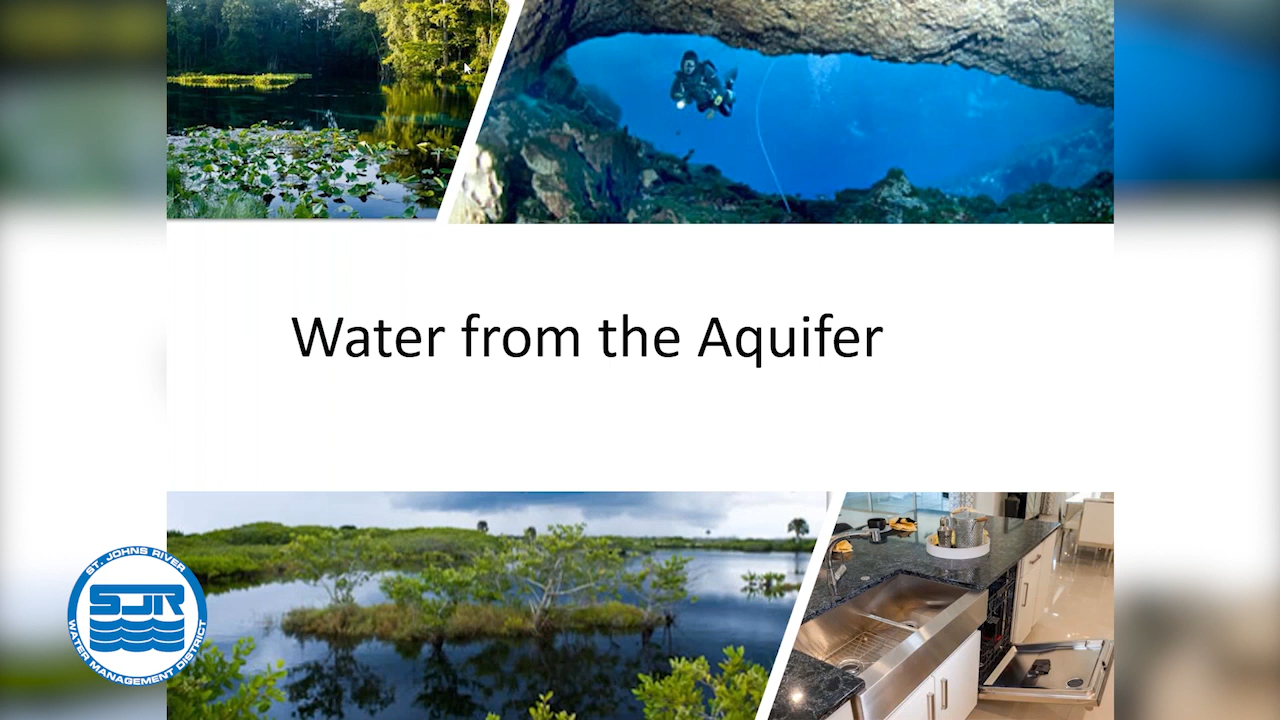 Water from the Aquifer
ST. JOHNS RIVER
SJR
WATER MANAGEMENT DISTRICT